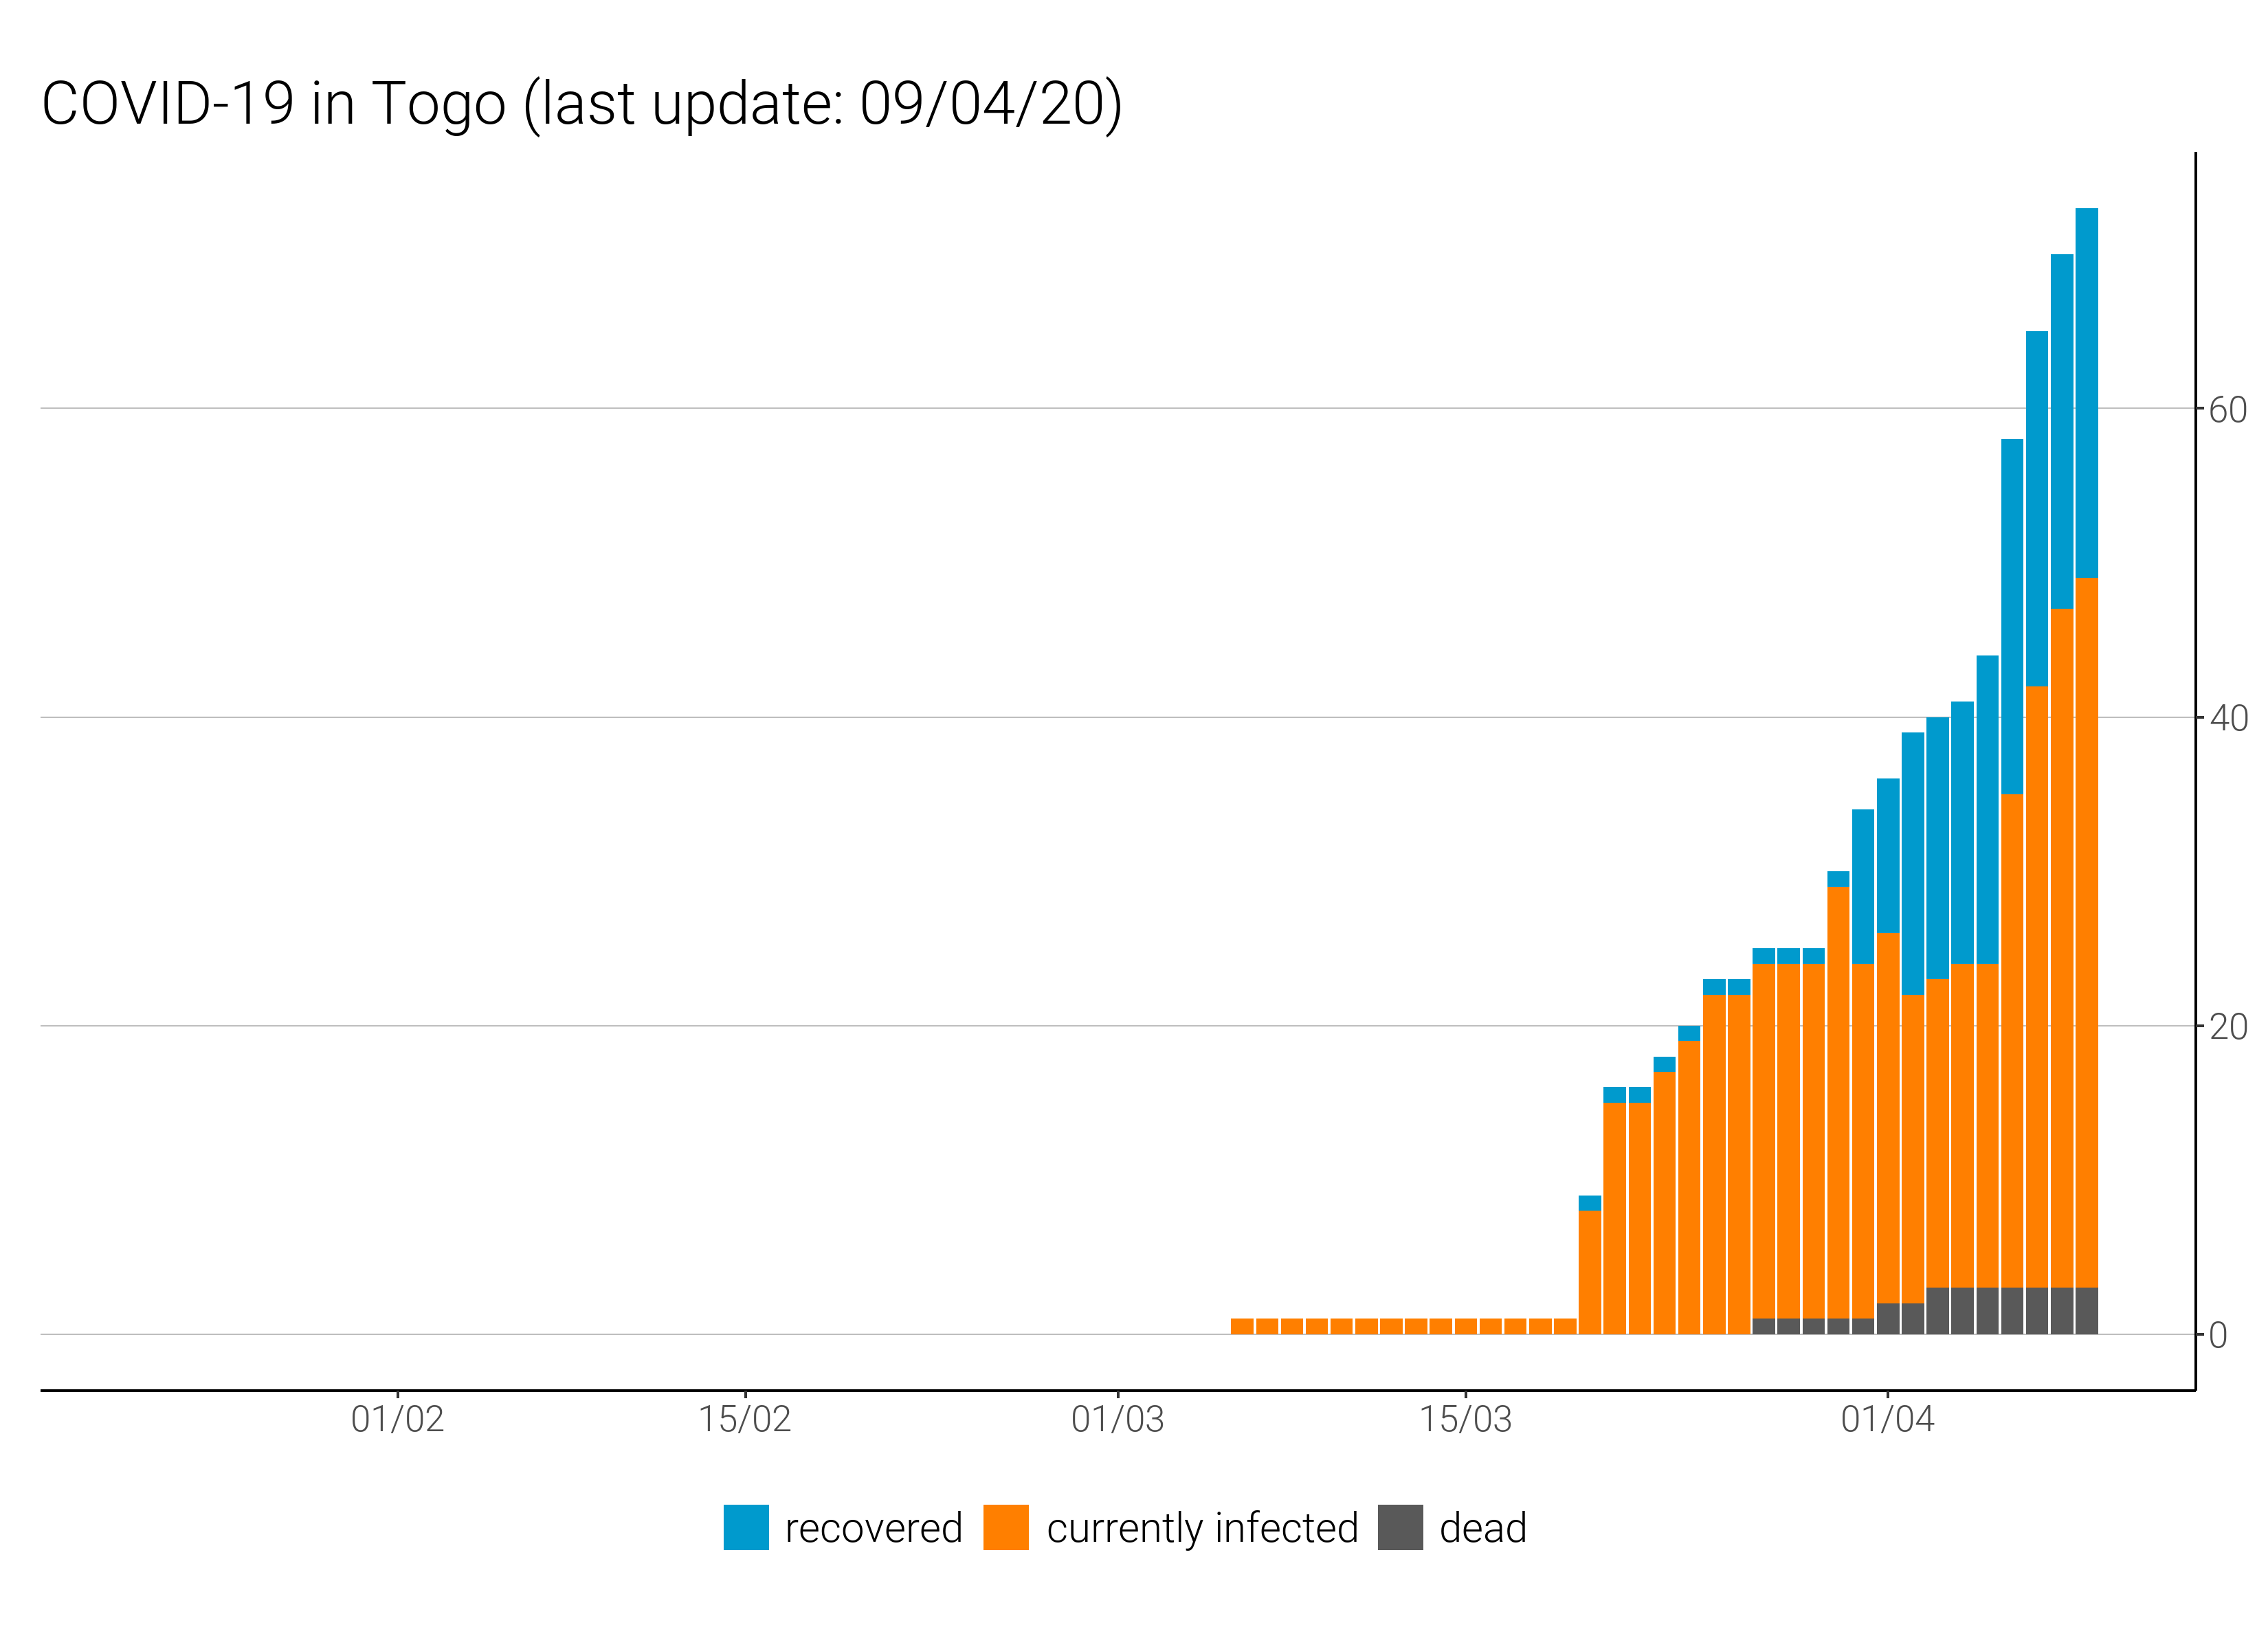 COVID-19 in Togo (last update: 09/04/20)
60
40
20
0
01/02 15/02 01/03 15/03 01/04
recovered currently infected dead